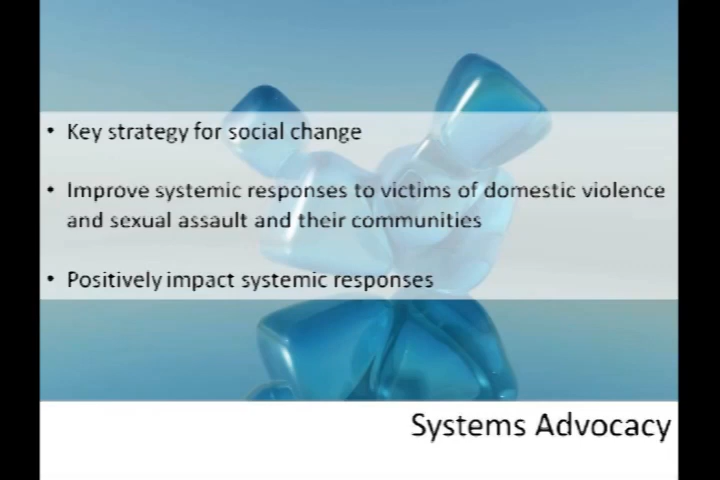 • Key strategy for social change
• Improve systemic responses to victims of domestic violence
and sexual assault and their communities
• Positively impact systemic responses
Systems Advocacy